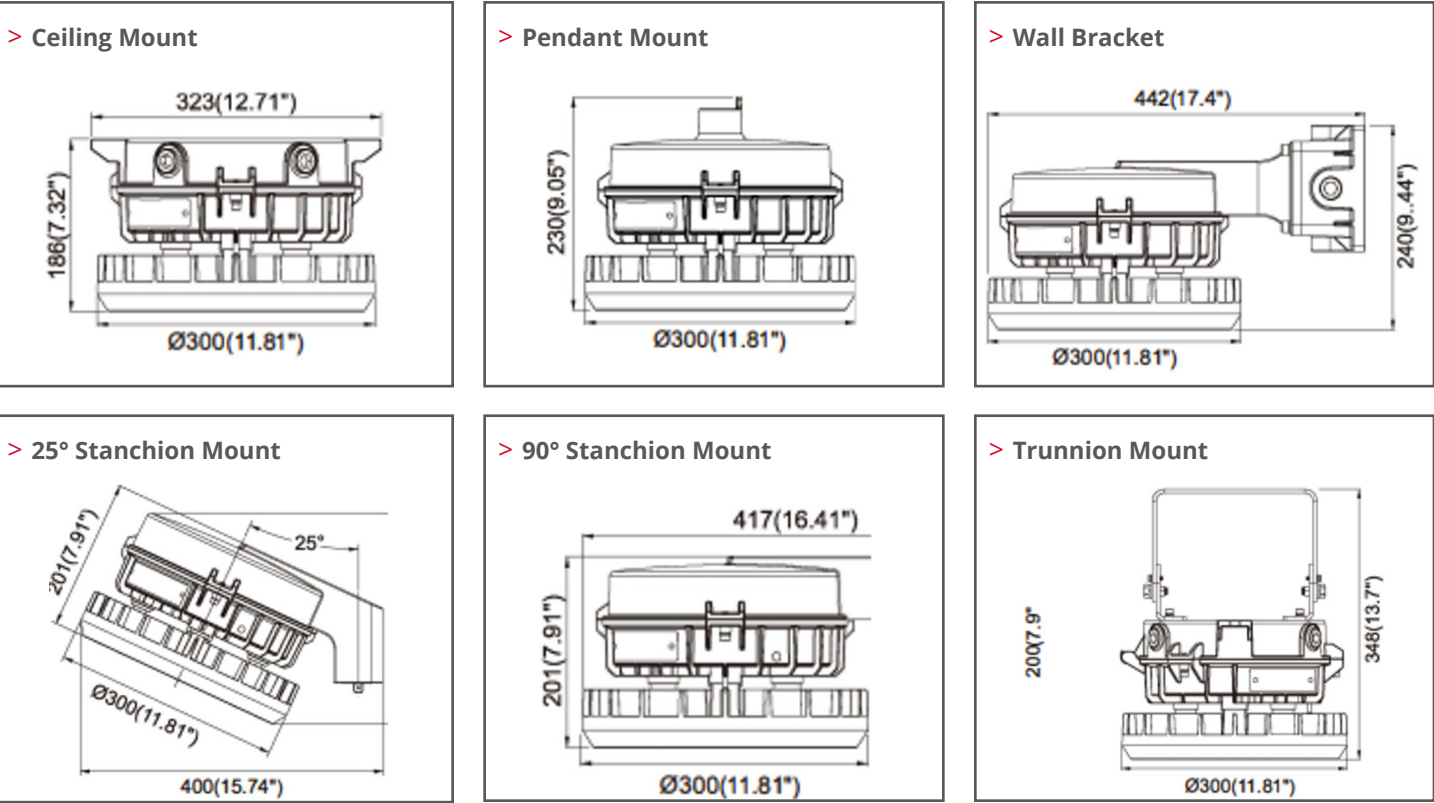 > Ceiling Mount
323(12.71")
186(7.32")
Ø300(11.81")
> Pendant Mount
230(9.05")
Ø300(11.81")
> Wall Bracket
442(17.4")
240(9..44")
Ø300(11.81")
> 25° Stanchion Mount
201(7.91")
25°
Ø300(11.81")
400(15.74")
> 90° Stanchion Mount
417(16.41")
201(7.91")
Ø300(11.81")
> Trunnion Mount
200(7.9"
348(13.7")
Ø300(11.81")